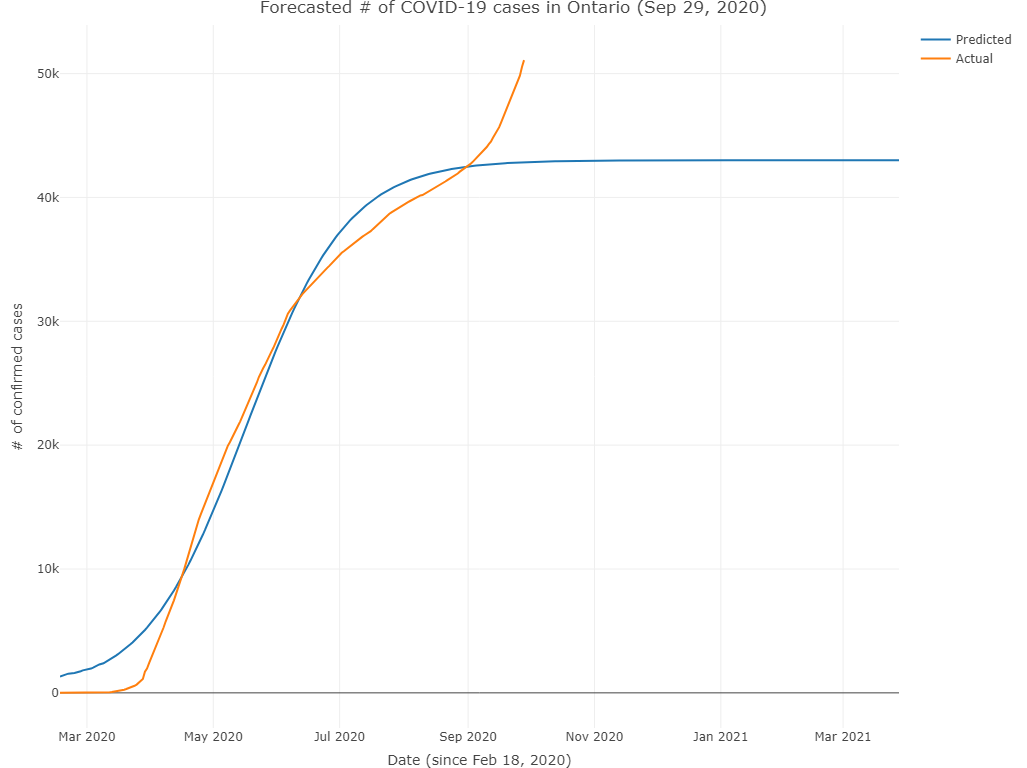 Forecasted # of COVID-19 cases in Ontario (Sep 29, 2020)
Predicted
Actual
50k
40k
30k
20k
10k
0
# of confirmed cases
Mar 2020 May 2020 Jul 2020 Sep 2020 Nov 2020 Jan 2021 Mar 2021
Date (since Feb 18, 2020)